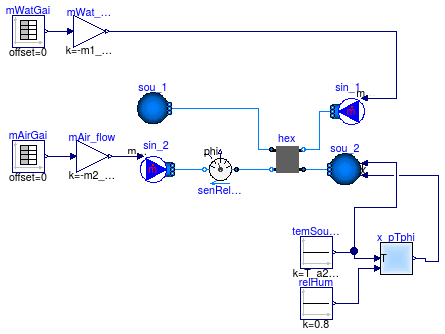 mWatGai
mWat_...
offset=0
k=-m1_...
sou_1
sin_1
m
mAirGai
mAir_flow
sin_2
m
phi
hex
sou_2
offset=0
k=-m2_...
senRel...
temSou...
x_pTphi
T
k=T_a2...
relHum
k=0.8